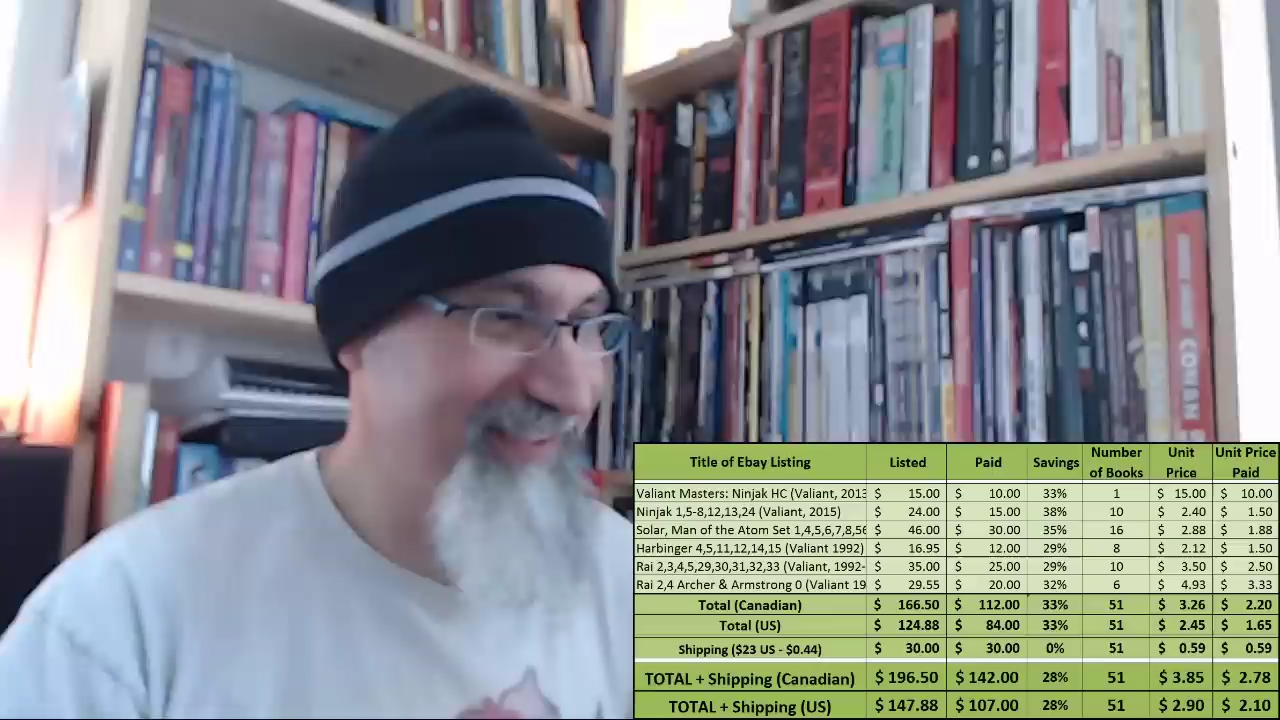 CONAN
Title of Ebay Listing Listed Paid Savings Number of Books Unit Price Unit Price Paid
Valiant Masters: Ninjak HC (Valiant, 2013 $ 15.00 $ 10.00 33% 1 $ 15.00 $ 10.00
Ninjak 1,5-8,12,13,24 (Valiant, 2015) $ 24.00 $ 15.00 38% 10 $ 2.40 $ 1.50
Solar, Man of the Atom Set 1,4,5,6,7,8,56 $ 46.00 $ 30.00 35% 16 $ 2.88 $ 1.88
Harbinger 4,5,11,12,14,15 (Valiant 1992) $ 16.95 $ 12.00 29% 8 $ 2.12 $ 1.50
Rai 2,3,4,5,29,30,31,32,33 (Valiant, 1992- $ 35.00 $ 25.00 29% 10 $ 3.50 $ 2.50
Rai 2,4 Archer & Armstrong 0 (Valiant 19 $ 29.55 $ 20.00 32% 6 $ 4.93 $ 3.33
Total (Canadian) $ 166.50 $ 112.00 33% 51 $ 3.26 $ 2.20
Total (US) $ 124.88 $ 84.00 33% 51 $ 2.45 $ 1.65
Shipping ($23 US - $0.44) $ 30.00 $ 30.00 0% 51 $ 0.59 $ 0.59
TOTAL + Shipping (Canadian) $ 196.50 $ 142.00 28% 51 $ 3.85 $ 2.78
TOTAL + Shipping (US) $ 147.88 $ 107.00 28% 51 $ 2.90 $ 2.10